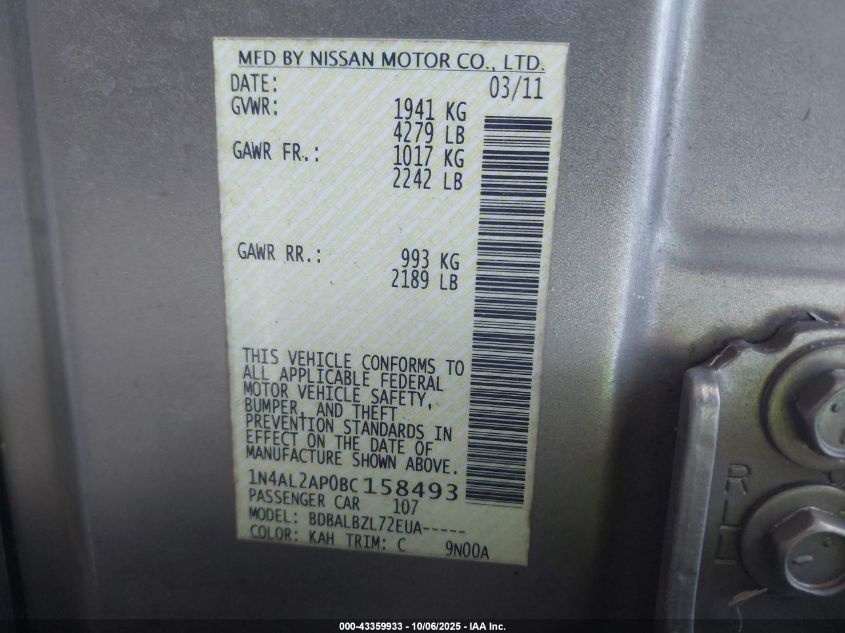 MFD BY NISSAN MOTOR CO., LTD.
DATE: 03/11
GVWR: 1941 KG
4279 LB
GAWR FR.: 1017 KG
2242 LB
GAWR RR.: 993 KG
2189 LB
THIS VEHICLE CONFORMS TO
ALL APPLICABLE FEDERAL
MOTOR VEHICLE SAFETY,
BUMPER, AND THEFT
PREVENTION STANDARDS IN
EFFECT ON THE DATE OF
MANUFACTURE SHOWN ABOVE.
1N4AL2AP0BC158493
PASSENGER CAR 107
MODEL: BDBALBZL72EUA-----
COLOR: KAH TRIM: C 9N00A
000-43359933 - 10/06/2025 - IAA Inc.